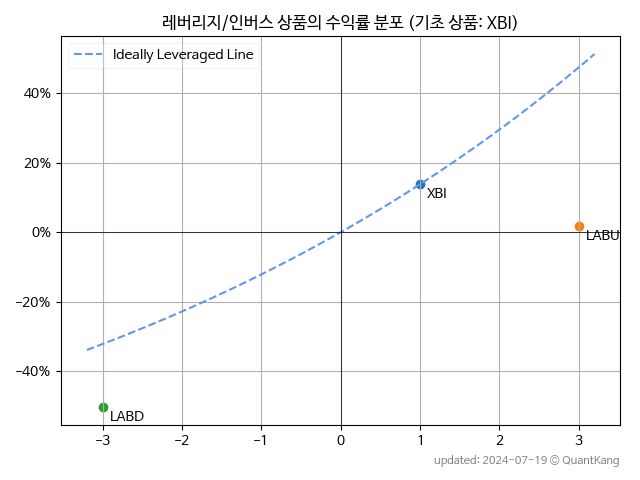 레버리지/인버스 상품의 수익률 분포 (기초 상품: XBI)
Ideally Leveraged Line
40%
20%
0%
−20%
−40%
XBI
LABU
LABD
−3 −2 −1 0 1 2 3
updated: 2024-07-19 © QuantKang